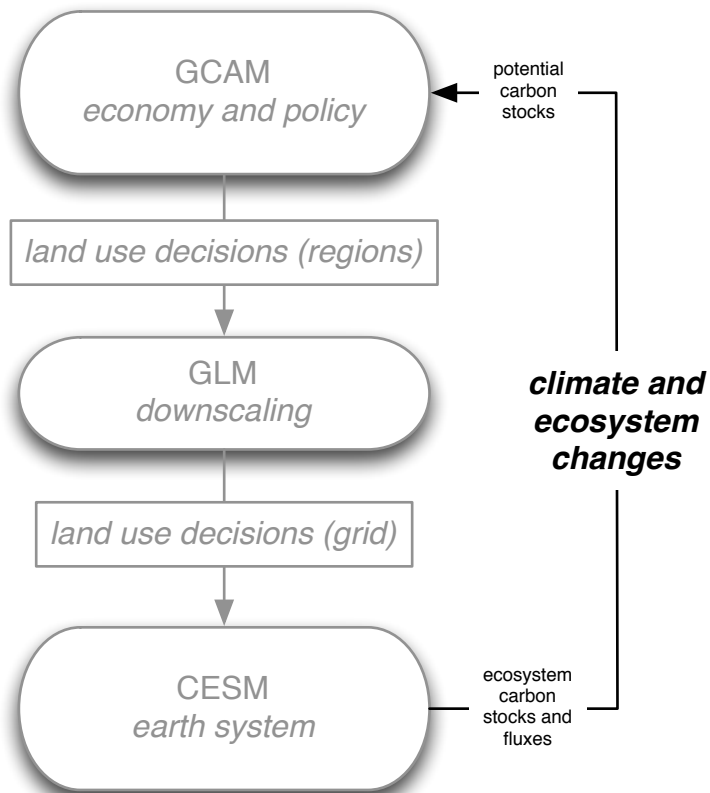 GCAM
economy and policy
potential
carbon
stocks
land use decisions (regions)
GLM
downscaling
climate and
ecosystem
changes
land use decisions (grid)
CESM
earth system
ecosystem
carbon
stocks and
fluxes